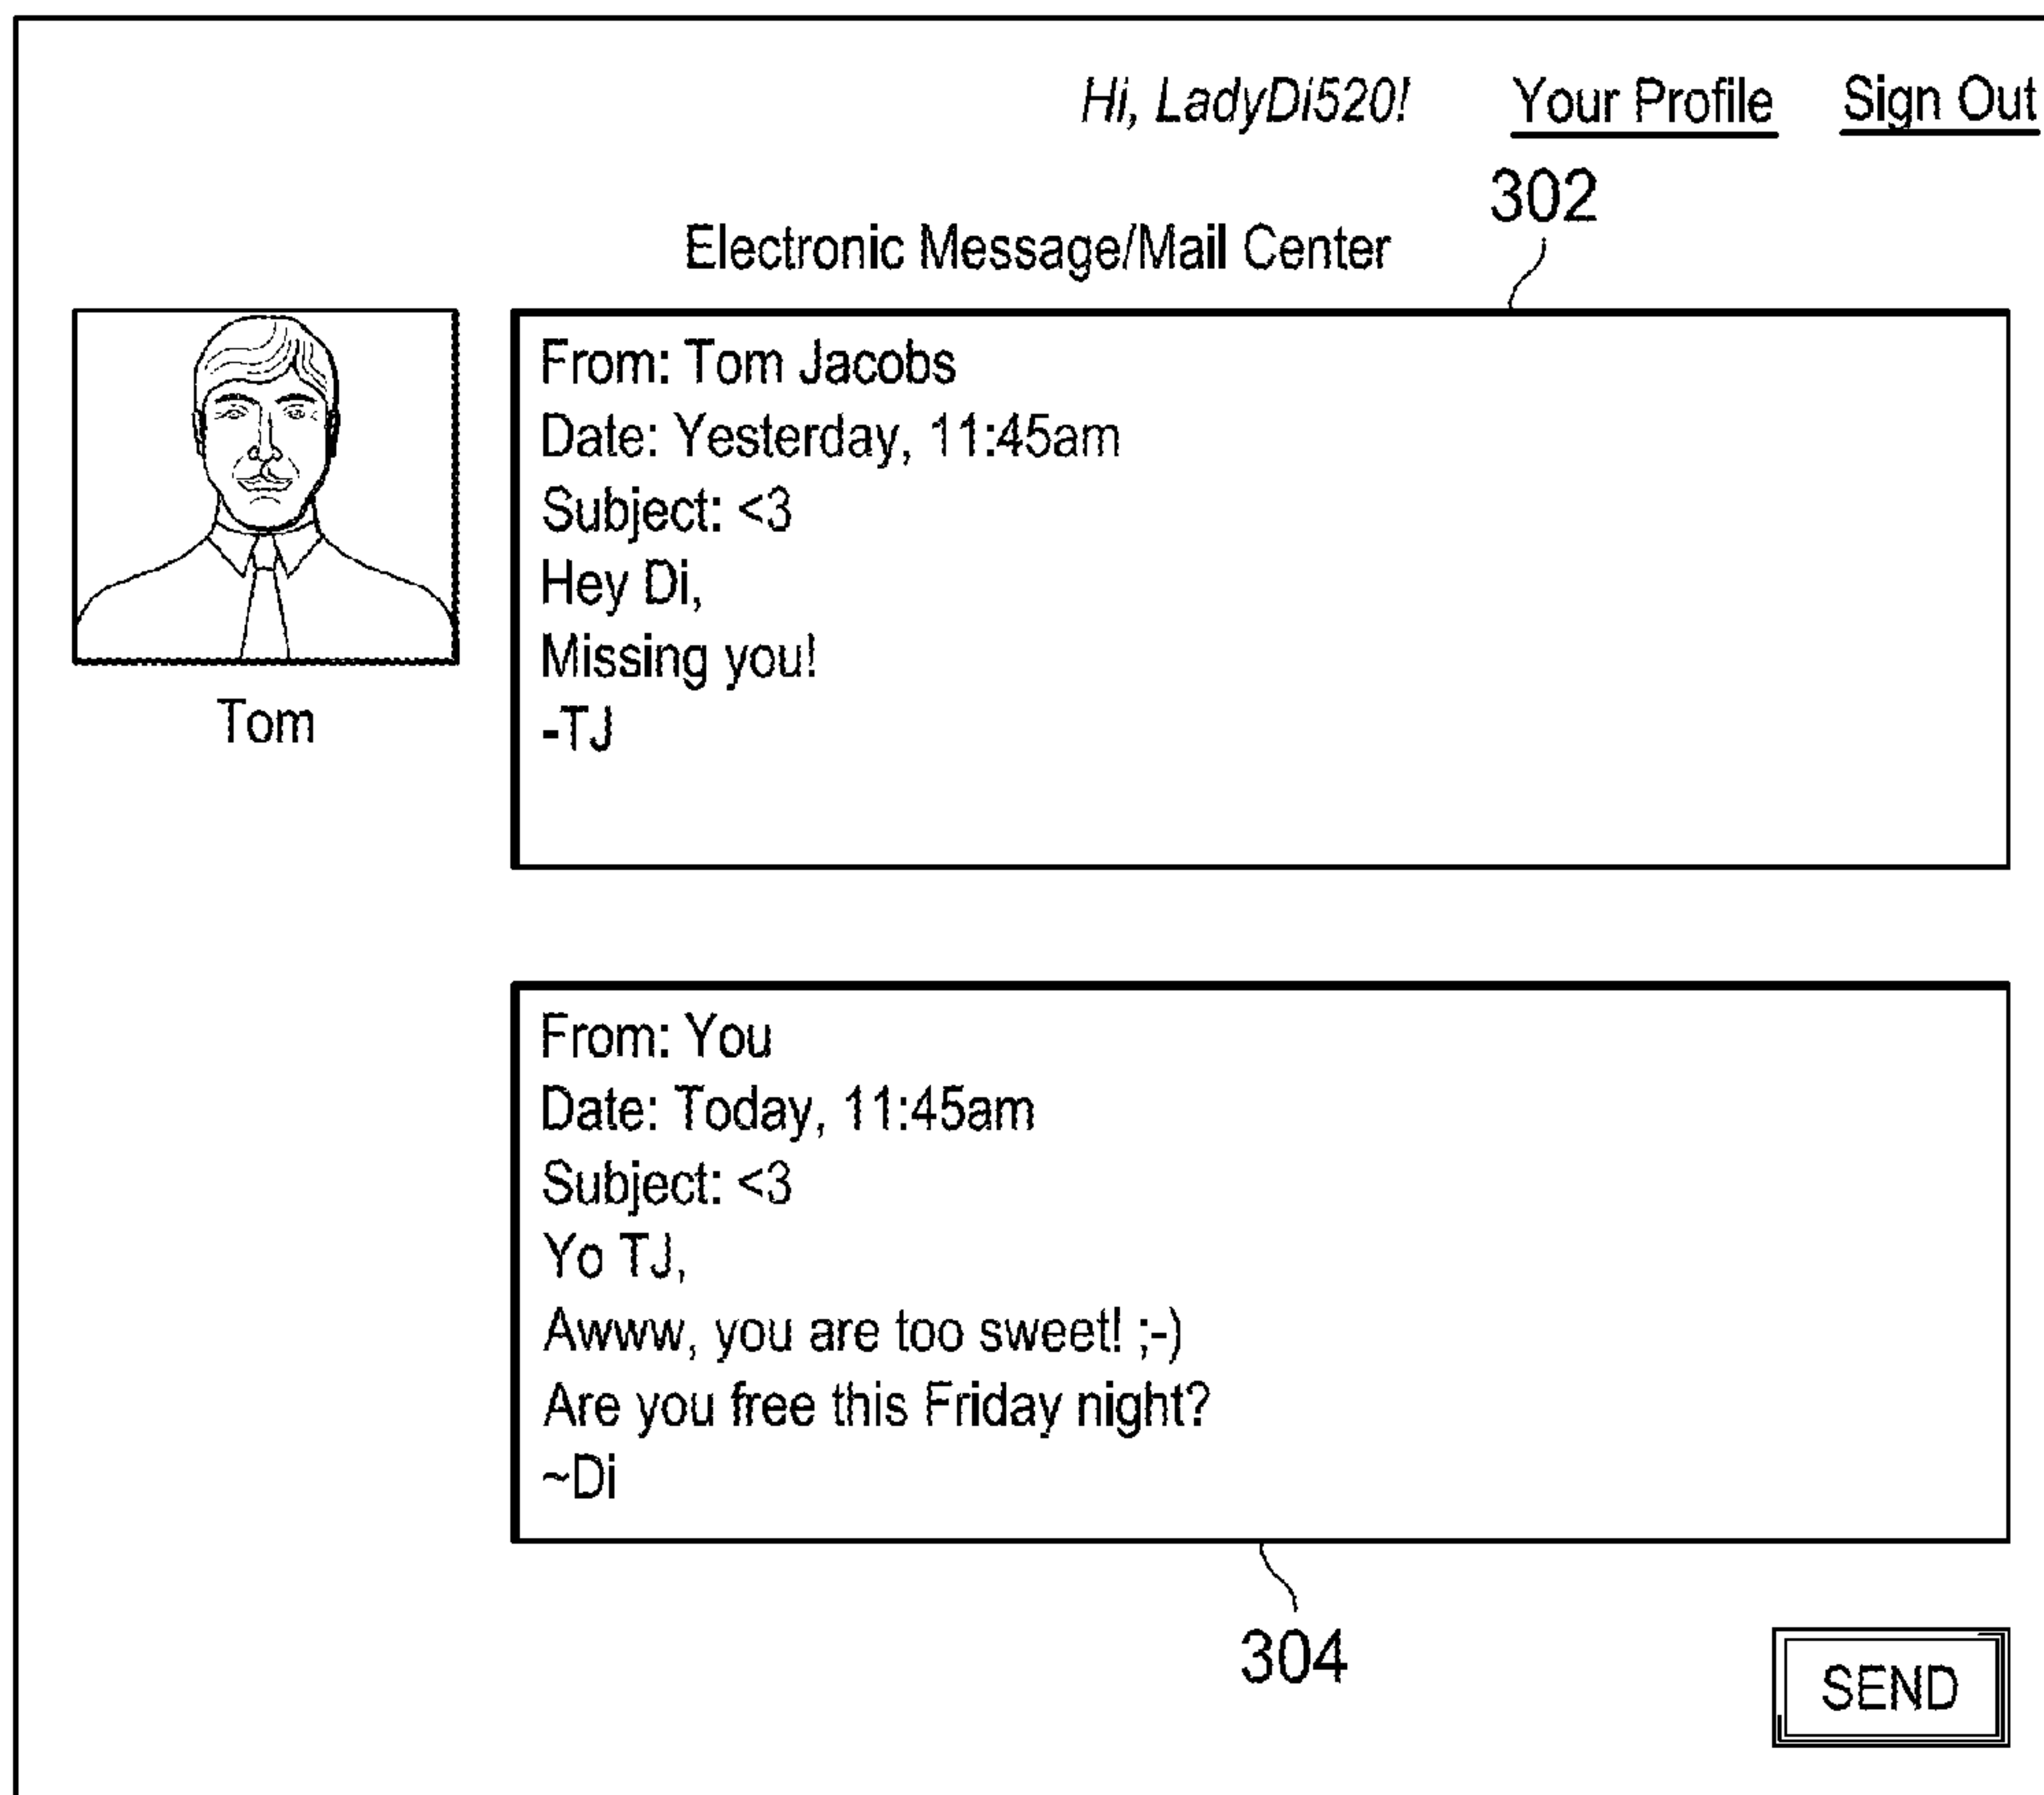 Hi, LadyDi520! Your Profile Sign Out
302
Electronic Message/Mail Center
From: Tom Jacobs
Date: Yesterday, 11:45am
Subject: <3
Hey Di,
Missing you!
-TJ
Tom
From: You
Date: Today, 11:45am
Subject: <3
Yo TJ,
Awww, you are too sweet! ;-)
Are you free this Friday night?
~Di
304
SEND